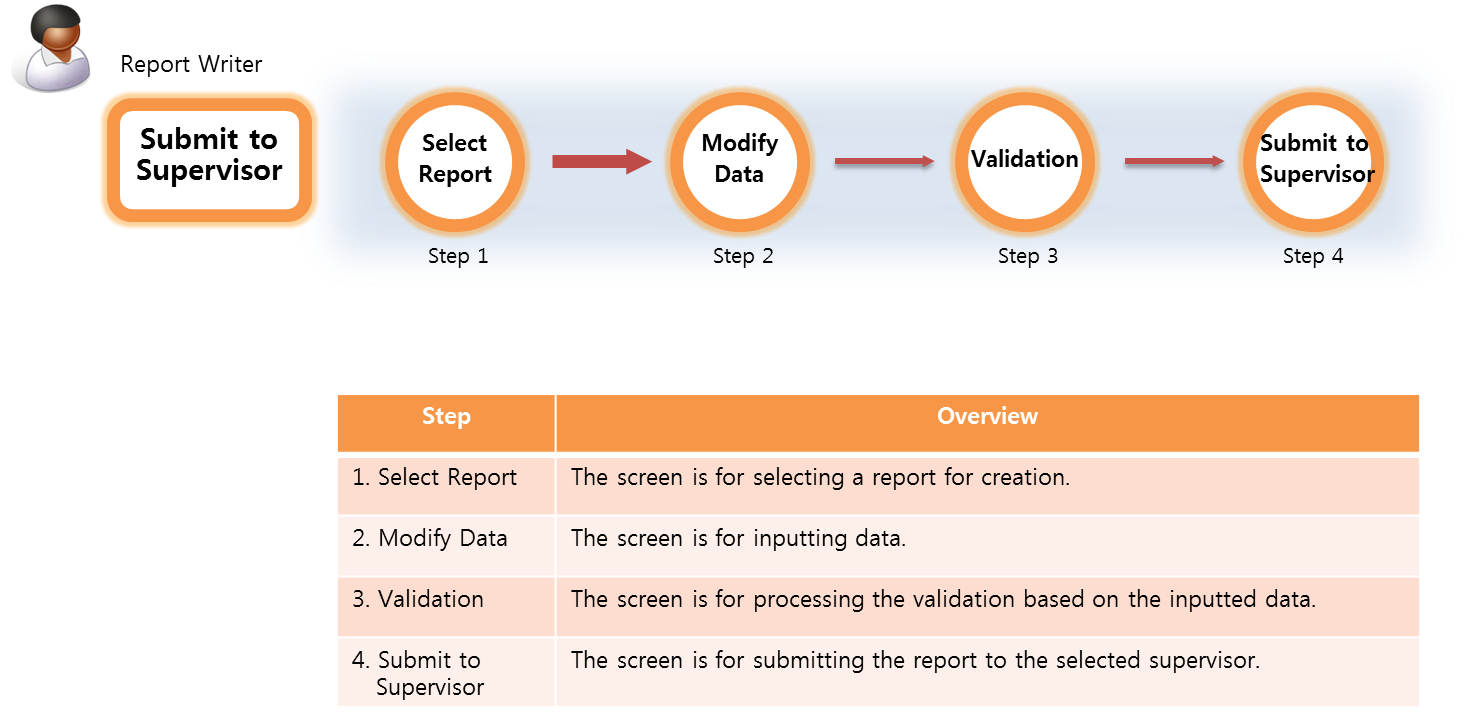 Report Writer
Submit to
Supervisor
Select
Report
Modify
Data
Validation
Submit to
Supervisor
Step 1
Step 2
Step 3
Step 4
Step
Overview
1. Select Report
The screen is for selecting a report for creation.
2. Modify Data
The screen is for inputting data.
3. Validation
The screen is for processing the validation based on the inputted data.
4. Submit to
Supervisor
The screen is for submitting the report to the selected supervisor.